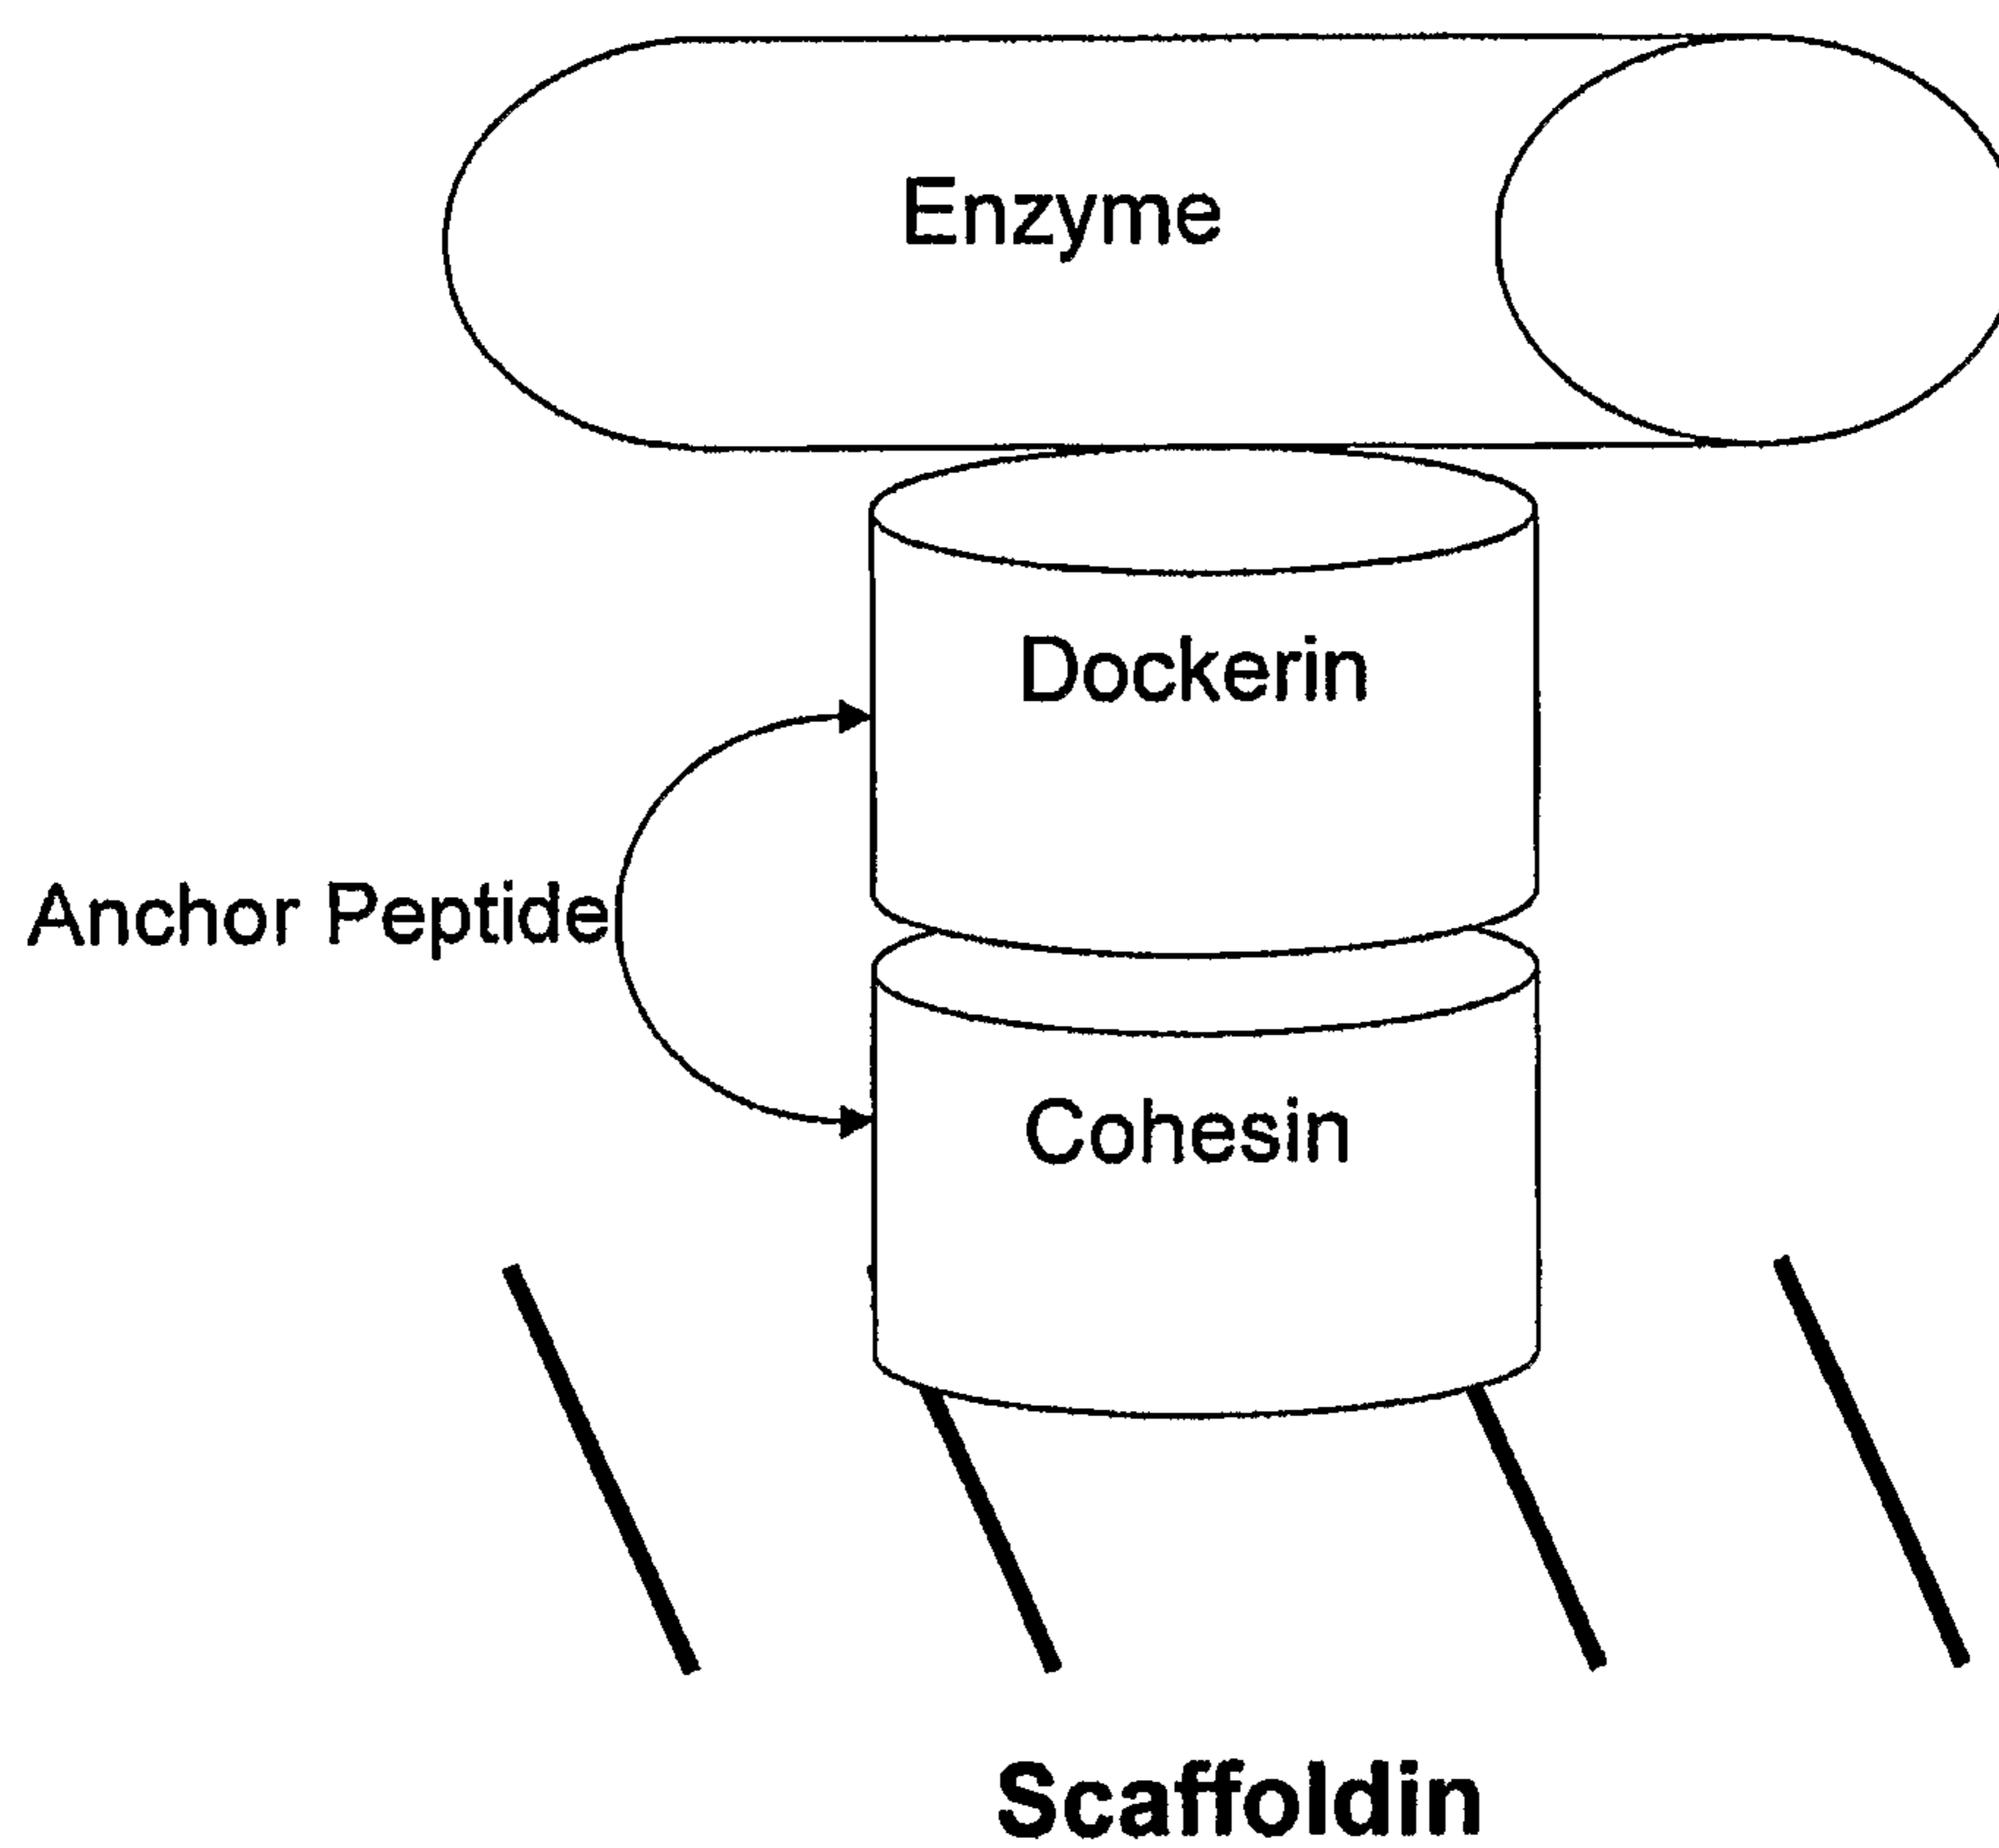 Enzyme
Dockerin
Anchor Peptide
Cohesin
Scaffoldin